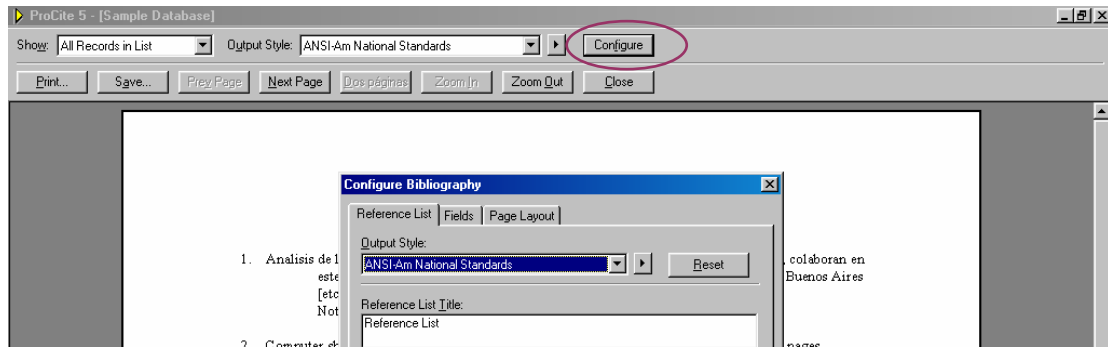 ProCite 5 - [Sample Database]
Show: All Records in List Output Style: ANSI-Am National Standards Configure
Print... Save... Prev Page Next Page Dos páginas Zoom In Zoom Out Close
Configure Bibliography
Reference List Fields Page Layout
Output Style:
ANSI-Am National Standards Reset
1. Analisis de l , colaboran en
este Buenos Aires
[etc
Reference List Title:
Not
Reference List
2. Computer sh pages